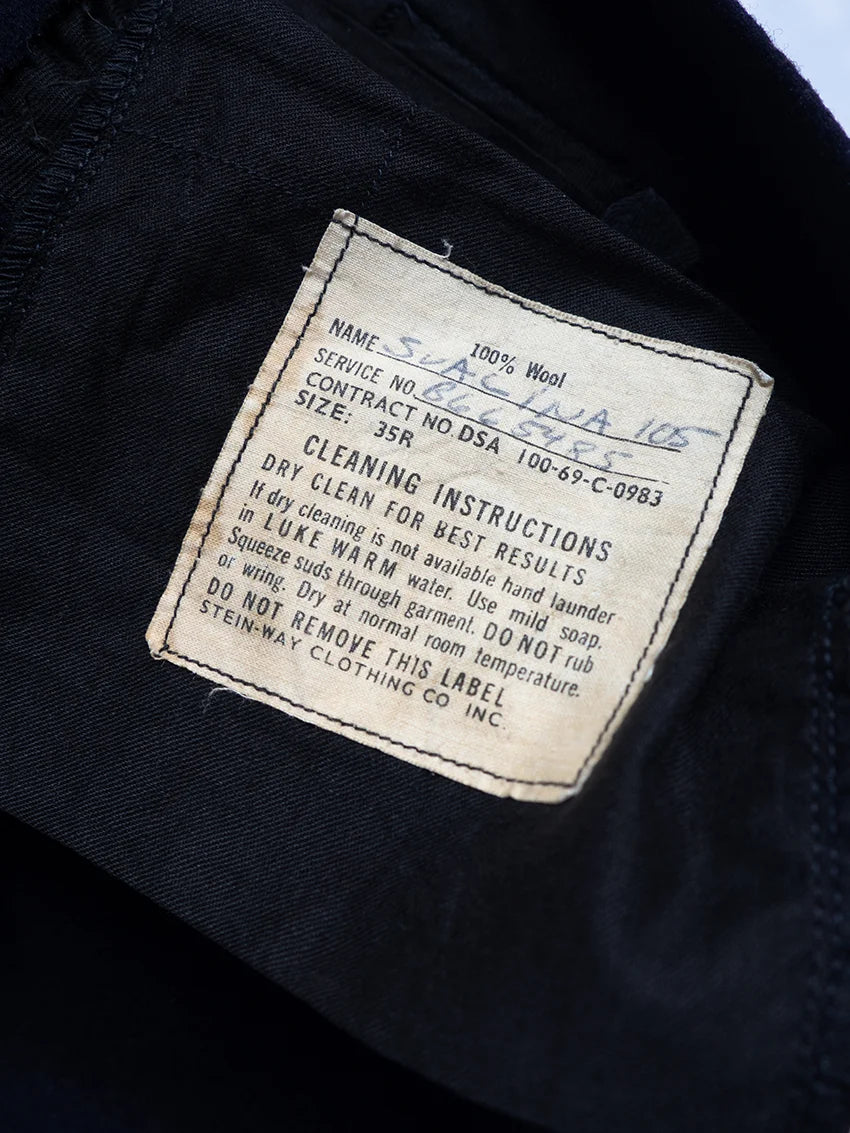 100% Wool
NAME SVAGINA 105
SERVICE NO. B665485
CONTRACT NO. DSA 100-69-C-0983
SIZE: 35R
CLEANING INSTRUCTIONS
DRY CLEAN FOR BEST RESULTS
If dry cleaning is not available hand launder
in LUKE WARM water. Use mild soap.
Squeeze suds through garment. DO NOT rub
or wring. Dry at normal room temperature.
DO NOT REMOVE THIS LABEL
STEIN-WAY CLOTHING CO INC.